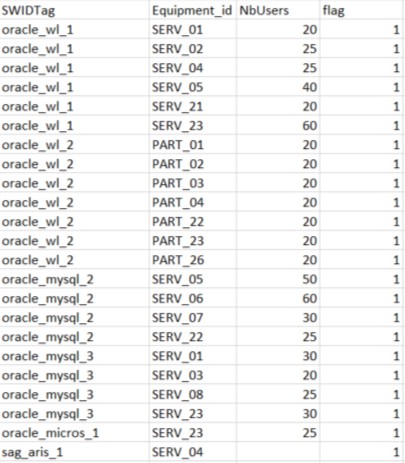 SWIDTag Equipment_id NbUsers flag
oracle_wl_1 SERV_01 20 1
oracle_wl_1 SERV_02 25 1
oracle_wl_1 SERV_04 25 1
oracle_wl_1 SERV_05 40 1
oracle_wl_1 SERV_21 20 1
oracle_wl_1 SERV_23 60 1
oracle_wl_2 PART_01 20 1
oracle_wl_2 PART_02 20 1
oracle_wl_2 PART_03 20 1
oracle_wl_2 PART_04 20 1
oracle_wl_2 PART_22 20 1
oracle_wl_2 PART_23 20 1
oracle_wl_2 PART_26 20 1
oracle_mysql_2 SERV_05 50 1
oracle_mysql_2 SERV_06 60 1
oracle_mysql_2 SERV_07 30 1
oracle_mysql_2 SERV_22 25 1
oracle_mysql_3 SERV_01 30 1
oracle_mysql_3 SERV_03 20 1
oracle_mysql_3 SERV_08 25 1
oracle_mysql_3 SERV_23 30 1
oracle_micros_1 SERV_23 25 1
sag_aris_1 SERV_04 1